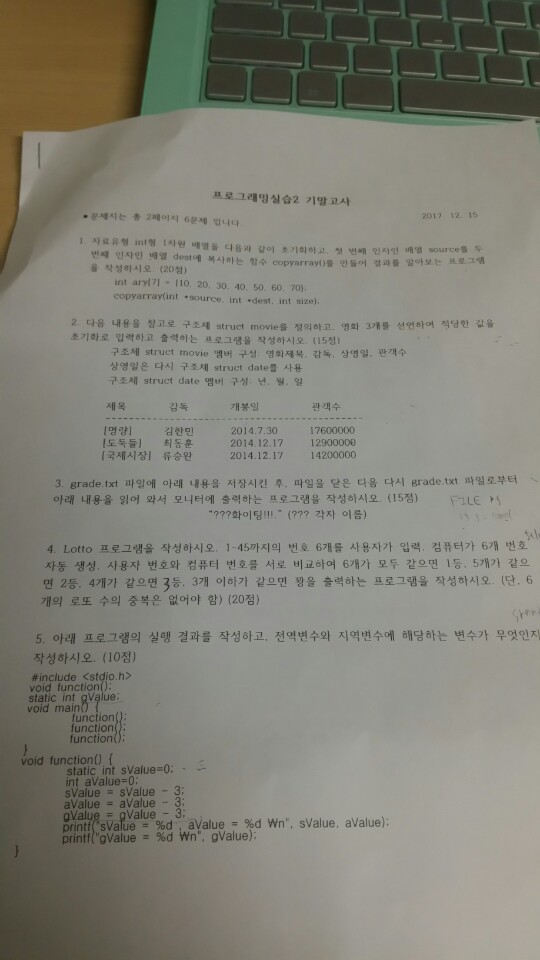 프로그래밍실습2 기말고사
▪문제지는 총 2페이지 6문제 입니다. 2017. 12. 15
1. 자료유형 int형 1차원 배열을 다음과 같이 초기화하고, 첫 번째 인자인 배열 source를 두
번째 인자인 배열 dest에 복사하는 함수 copyarray()를 만들어 결과를 알아보는 프로그램
을 작성하시오. (20점)
int ary[7] = {10, 20, 30, 40, 50, 60, 70};
copyarray(int *source, int *dest, int size);
2. 다음 내용을 참고로 구조체 struct movie를 정의하고, 영화 3개를 선언하여 적당한 값을
초기화로 입력하고 출력하는 프로그램을 작성하시오. (15점)
구조체 struct movie 멤버 구성: 영화제목, 감독, 상영일, 관객수
상영일은 다시 구조체 struct date를 사용
구조체 struct date 멤버 구성: 년, 월, 일
제목 감독 개봉일 관객수
[명량] 김한민 2014.7.30 17600000
[도둑들] 최동훈 2014.12.17 12900000
[국제시장] 류승완 2014.12.17 14200000
3. grade.txt 파일에 아래 내용을 저장시킨 후, 파일을 닫은 다음 다시 grade.txt 파일로부터
아래 내용을 읽어 와서 모니터에 출력하는 프로그램을 작성하시오. (15점)
FILE
"???화이팅!!!." (??? 각자 이름)
4. Lotto 프로그램을 작성하시오. 1-45까지의 번호 6개를 사용자가 입력, 컴퓨터가 6개 번호
자동 생성, 사용자 번호와 컴퓨터 번호를 서로 비교하여 6개가 모두 같으면 1등, 5개가 같으
면 2등, 4개가 같으면 3등, 3개 이하가 같으면 꽝을 출력하는 프로그램을 작성하시오. (단, 6
개의 로또 수의 중복은 없어야 함) (20점)
5. 아래 프로그램의 실행 결과를 작성하고, 전역변수와 지역변수에 해당하는 변수가 무엇인지
작성하시오. (10점)
#include <stdio.h>
void function();
static int gValue;
void main() {
function();
function();
function();
}
void function() {
static int sValue=0;
int aValue=0;
sValue = sValue - 3;
aValue = aValue - 3;
gValue = gValue - 3;
printf("sValue = %d , aValue = %d ₩n", sValue, aValue);
printf("gValue = %d ₩n", gValue);
}